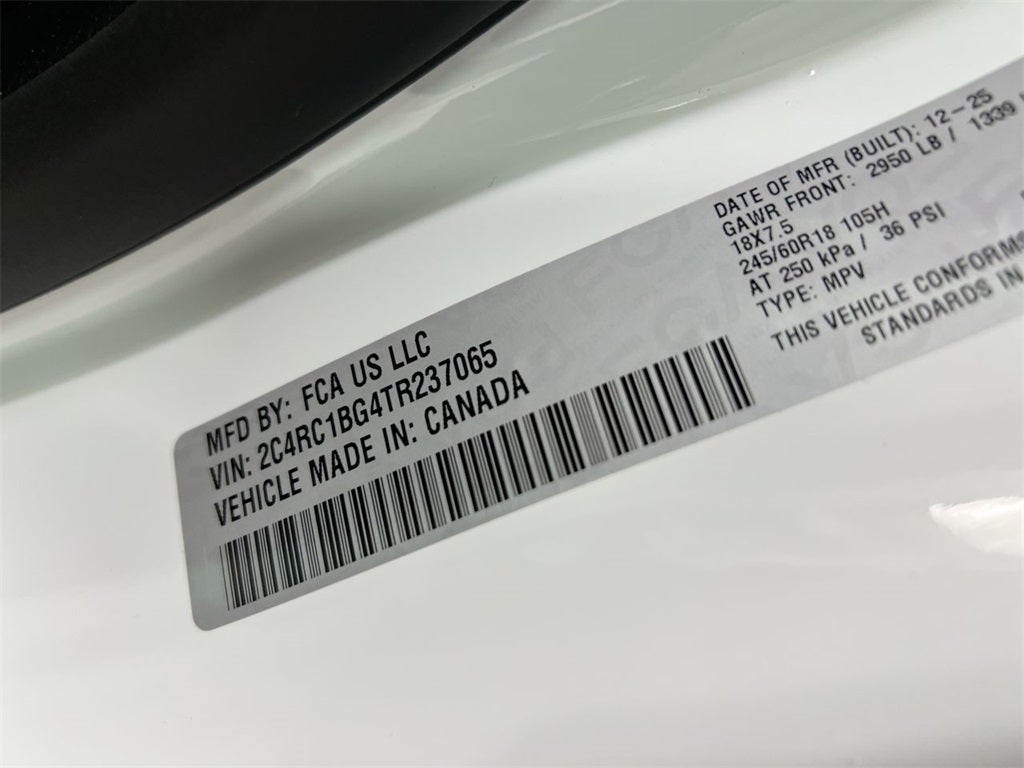 MFD BY: FCA US LLC
VIN: 2C4RC1BG4TR237065
VEHICLE MADE IN: CANADA
DATE OF MFR (BUILT): 12-25
GAWR FRONT: 2950 LB / 1339
18X7.5
245/60R18 105H
AT 250 kPa / 36 PSI
TYPE: MPV
THIS VEHICLE CONFORMS
STANDARDS IN